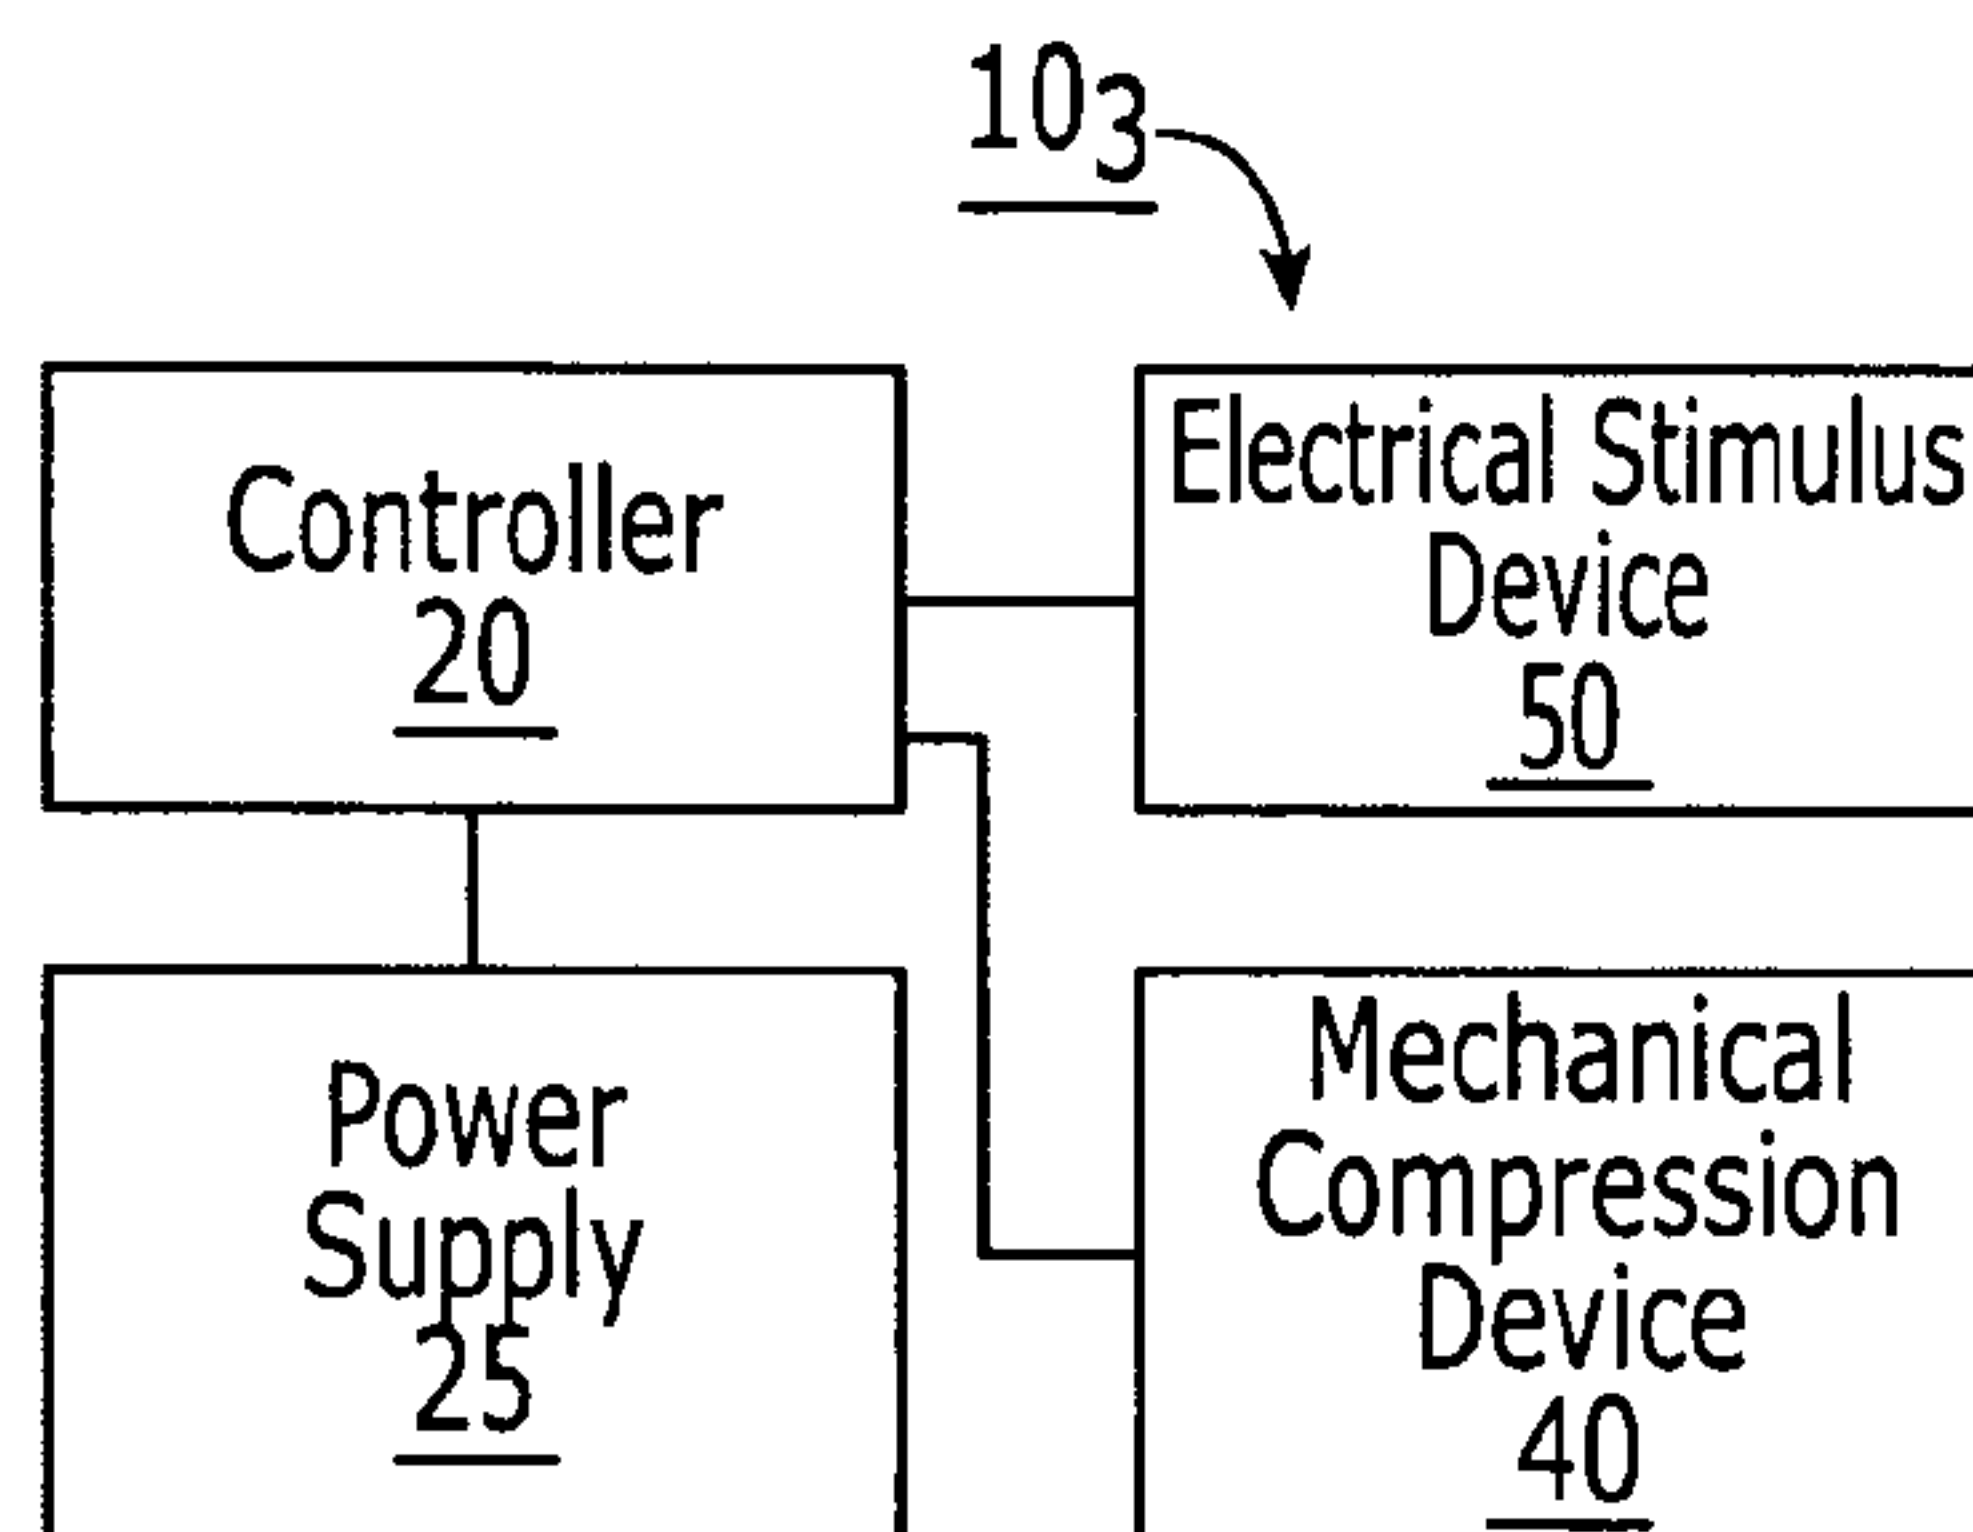 10₃
Controller
20
Electrical Stimulus
Device
50
Power
Supply
25
Mechanical
Compression
Device
40